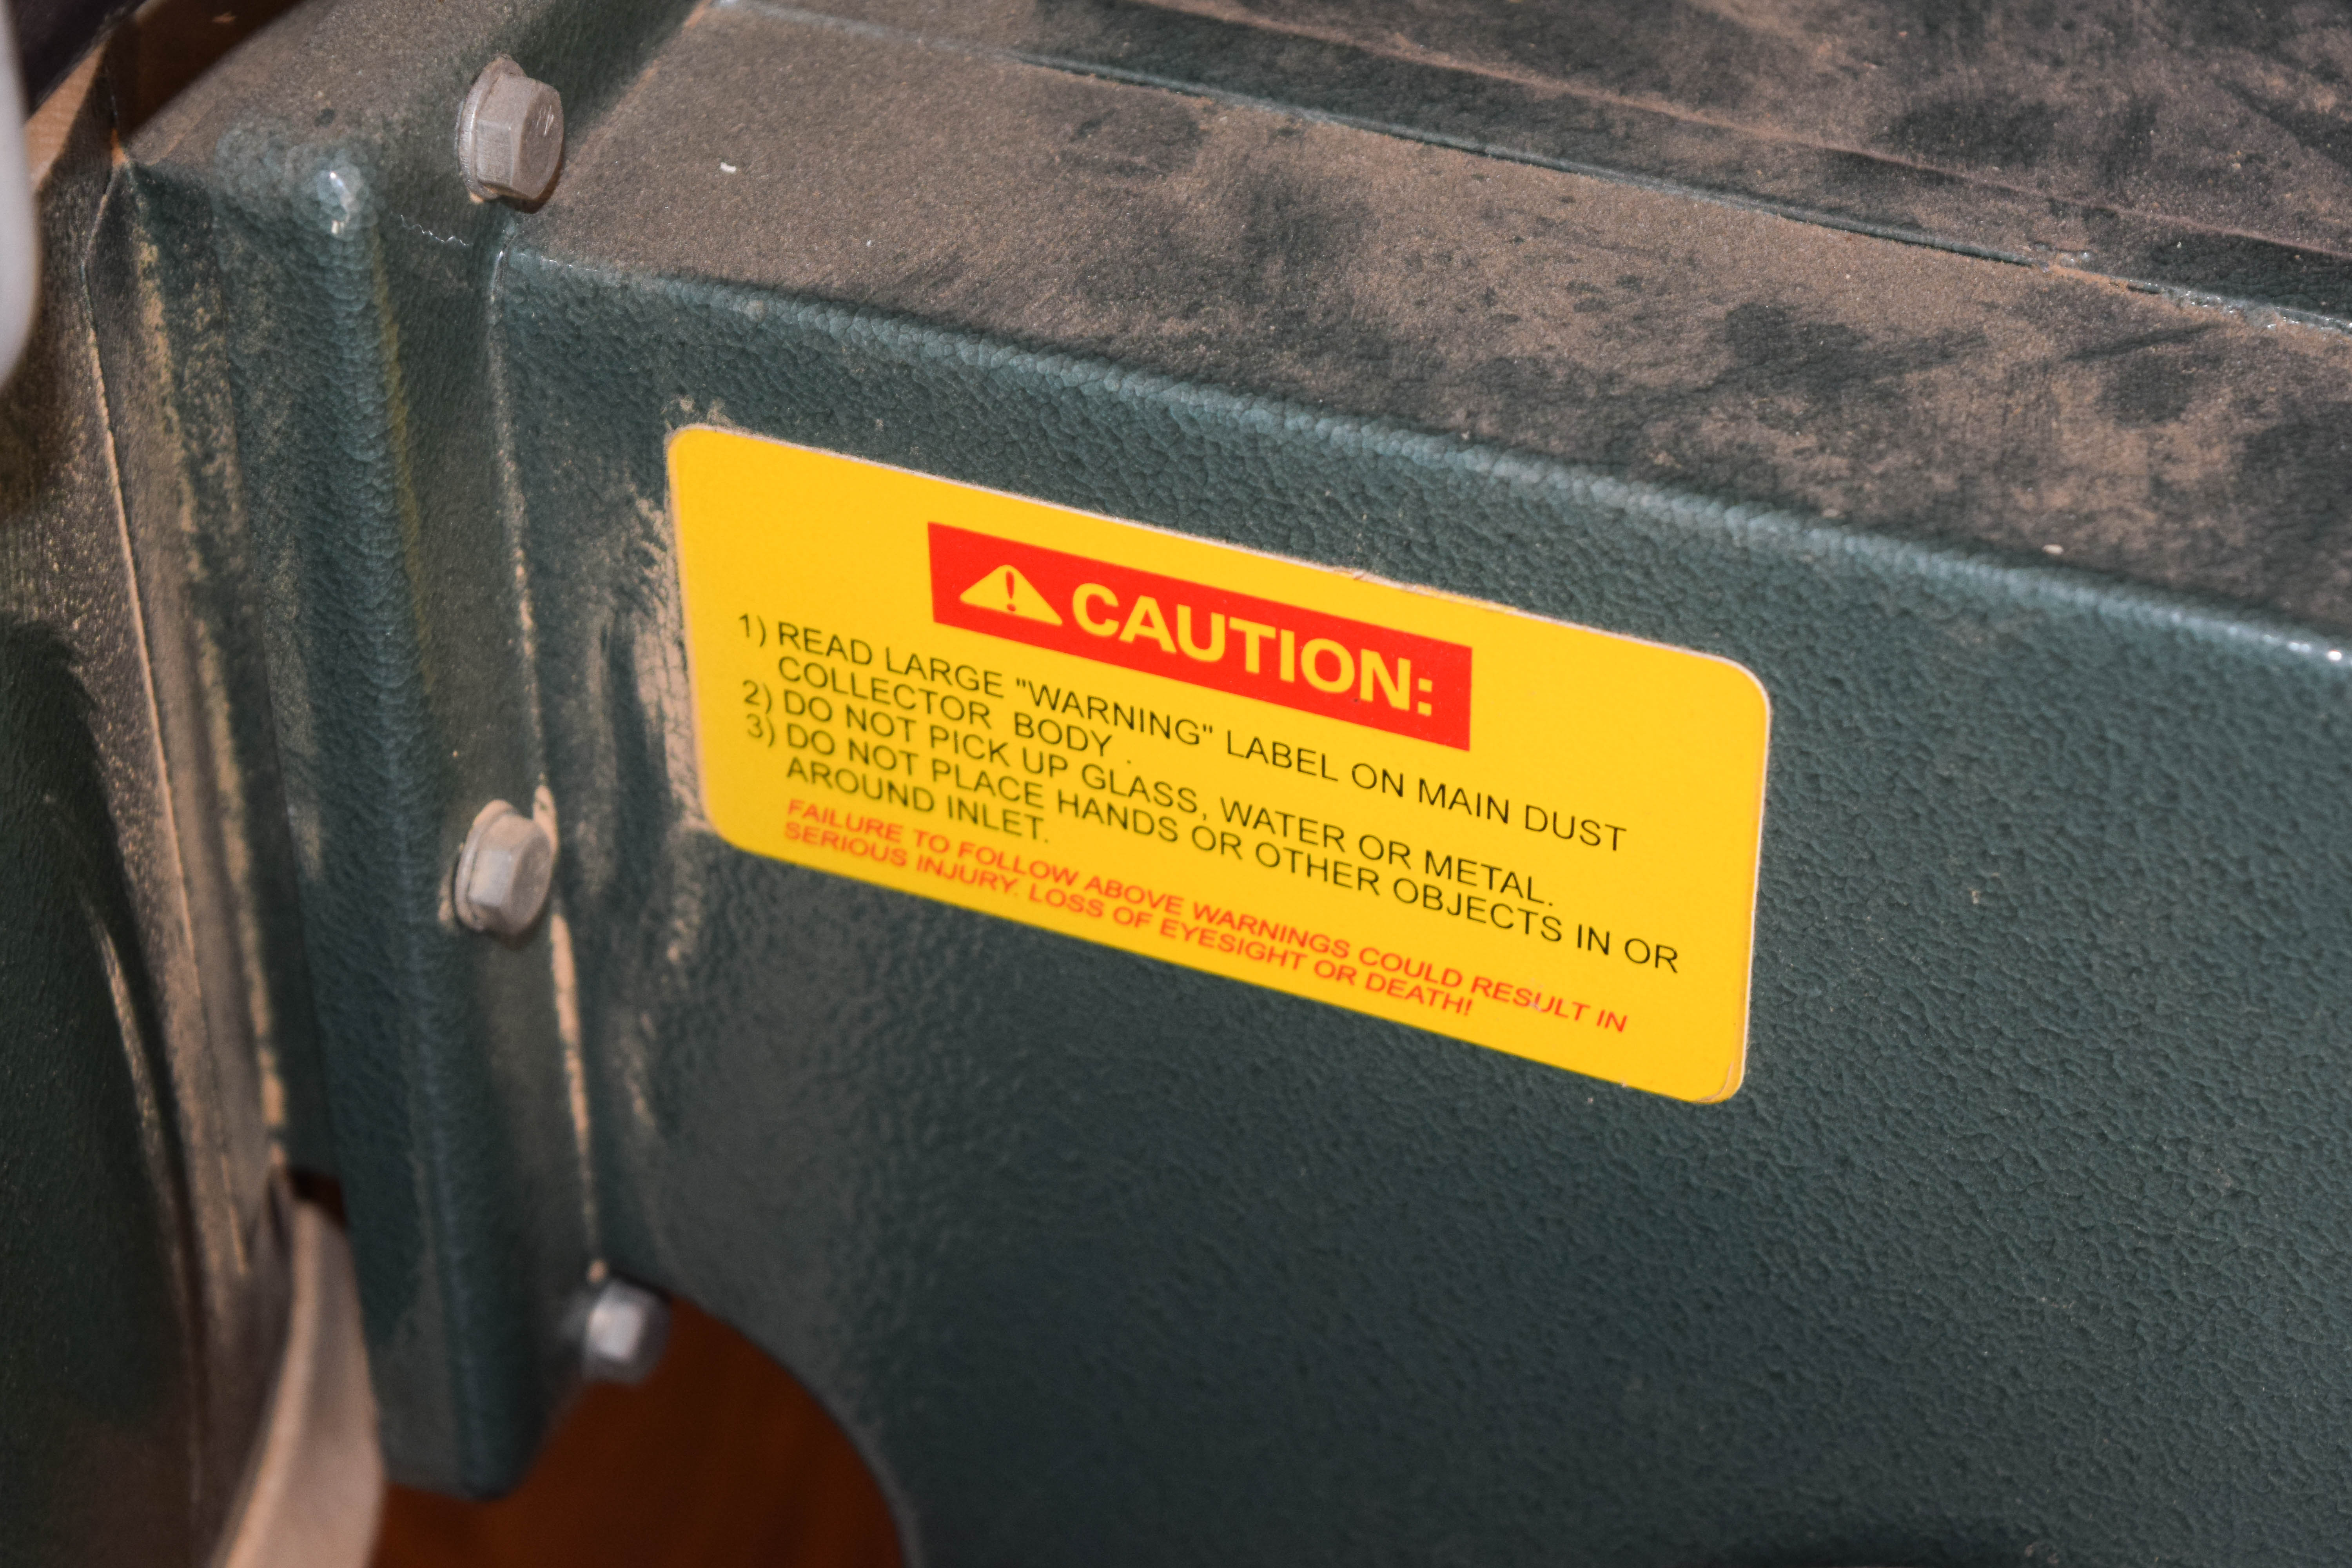 CAUTION:
1) READ LARGE "WARNING" LABEL ON MAIN DUST
COLLECTOR BODY .
2) DO NOT PICK UP GLASS, WATER OR METAL.
3) DO NOT PLACE HANDS OR OTHER OBJECTS IN OR
AROUND INLET.
FAILURE TO FOLLOW ABOVE WARNINGS COULD RESULT IN
SERIOUS INJURY. LOSS OF EYESIGHT OR DEATH!